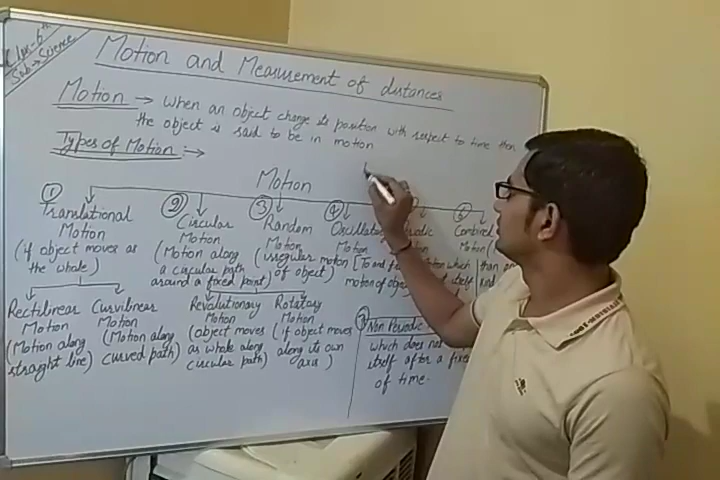 Class-6th
Sub→Science
Motion and Measurement of distances
Motion → When an object change its position with respect to time then
the object is said to be in motion
Types of Motion :→
Motion
① Translational
Motion
(if object moves as
the whole)
Rectilinear
Motion
(Motion along
straight line)
Curvilinear
Motion
(Motion along
curved path)
② Circular
Motion
(Motion along
a circular path
around a fixed point)
Revolutionary
Motion
(object moves
as whole along
circular path)
Rotatory
Motion
(if object moves
along its own
axis)
③ Random
Motion
(irregular motion
of object)
④ Oscillatory
Motion
[To and
motion of
which
itself
⑥ Combined
Motion
than
⑦ Non Periodic
which does not
itself after a fixed
of time.